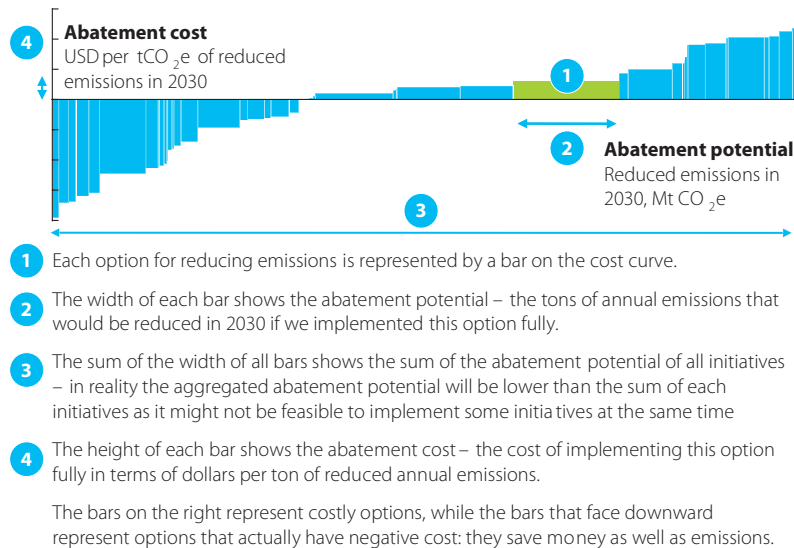 4
Abatement cost
USD per tCO 2e of reduced
emissions in 2030
1
2
Abatement potential
Reduced emissions in
2030, Mt CO 2e
3
1 Each option for reducing emissions is represented by a bar on the cost curve.
2 The width of each bar shows the abatement potential – the tons of annual emissions that
would be reduced in 2030 if we implemented this option fully.
3 The sum of the width of all bars shows the sum of the abatement potential of all initiatives
– in reality the aggregated abatement potential will be lower than the sum of each
initiatives as it might not be feasible to implement some initia tives at the same time
4 The height of each bar shows the abatement cost – the cost of implementing this option
fully in terms of dollars per ton of reduced annual emissions.
The bars on the right represent costly options, while the bars that face downward
represent options that actually have negative cost: they save money as well as emissions.